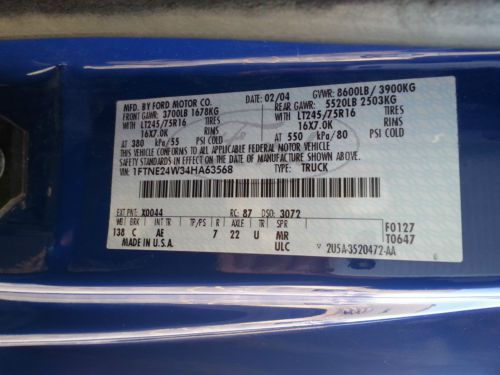 MFD. BY FORD MOTOR CO.
DATE: 02/04 GVWR: 8600LB/ 3900KG
FRONT GAWR: 3700LB 1678KG REAR GAWR: 5520LB 2503KG
WITH LT245/75R16 TIRES WITH LT245/75R16 TIRES
16X7.0K RIMS 16X7.0K RIMS
AT 380 kPa/55 PSI COLD AT 550 kPa/80 PSI COLD
THIS VEHICLE CONFORMS TO ALL APPLICABLE FEDERAL MOTOR VEHICLE
SAFETY STANDARDS IN EFFECT ON THE DATE OF MANUFACTURE SHOWN ABOVE.
VIN: 1FTNE24W34HA63568 TYPE: TRUCK
EXT PNT: X0044 RC: 87 DSO: 3072
WB BRK INT TR TP/PS R AXLE TR SPR F0127
138 C AE 7 22 U MR T0647
MADE IN U.S.A. ULC 2U5A-3520472-AA